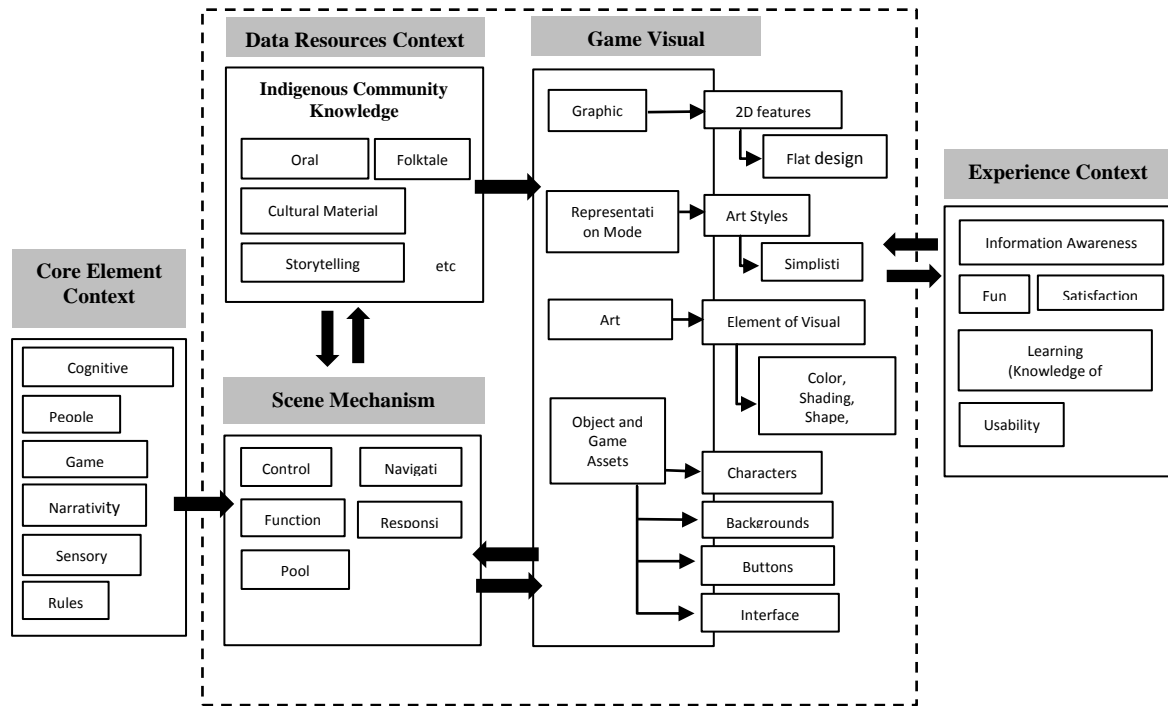 Data Resources Context
Indigenous Community
Knowledge
Oral
Folktale
Cultural Material
Storytelling
etc
Game Visual
Graphic
2D features
Flat design
Representati
on Mode
Art Styles
Simplisti
Art
Element of Visual
Color,
Shading,
Shape,
Object and
Game
Assets
Characters
Backgrounds
Buttons
Interface
Experience Context
Information Awareness
Fun
Satisfaction
Learning
(Knowledge of
Usability
Core Element
Context
Cognitive
People
Game
Narrativity
Sensory
Rules
Scene Mechanism
Control
Navigati
Function
Responsi
Pool